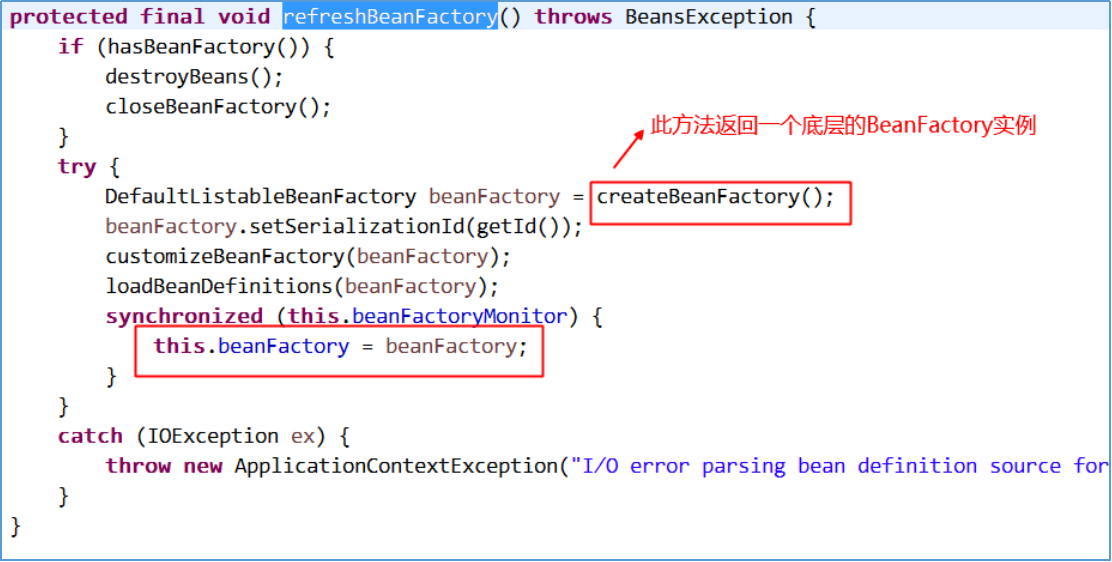 protected final void refreshBeanFactory() throws BeansException {
if (hasBeanFactory()) {
destroyBeans();
closeBeanFactory();
}
此方法返回一个底层的BeanFactory实例
try {
DefaultListableBeanFactory beanFactory = createBeanFactory();
beanFactory.setSerializationId(getId());
customizeBeanFactory(beanFactory);
loadBeanDefinitions(beanFactory);
synchronized (this.beanFactoryMonitor) {
this.beanFactory = beanFactory;
}
}
catch (IOException ex) {
throw new ApplicationContextException("I/O error parsing bean definition source for
}
}